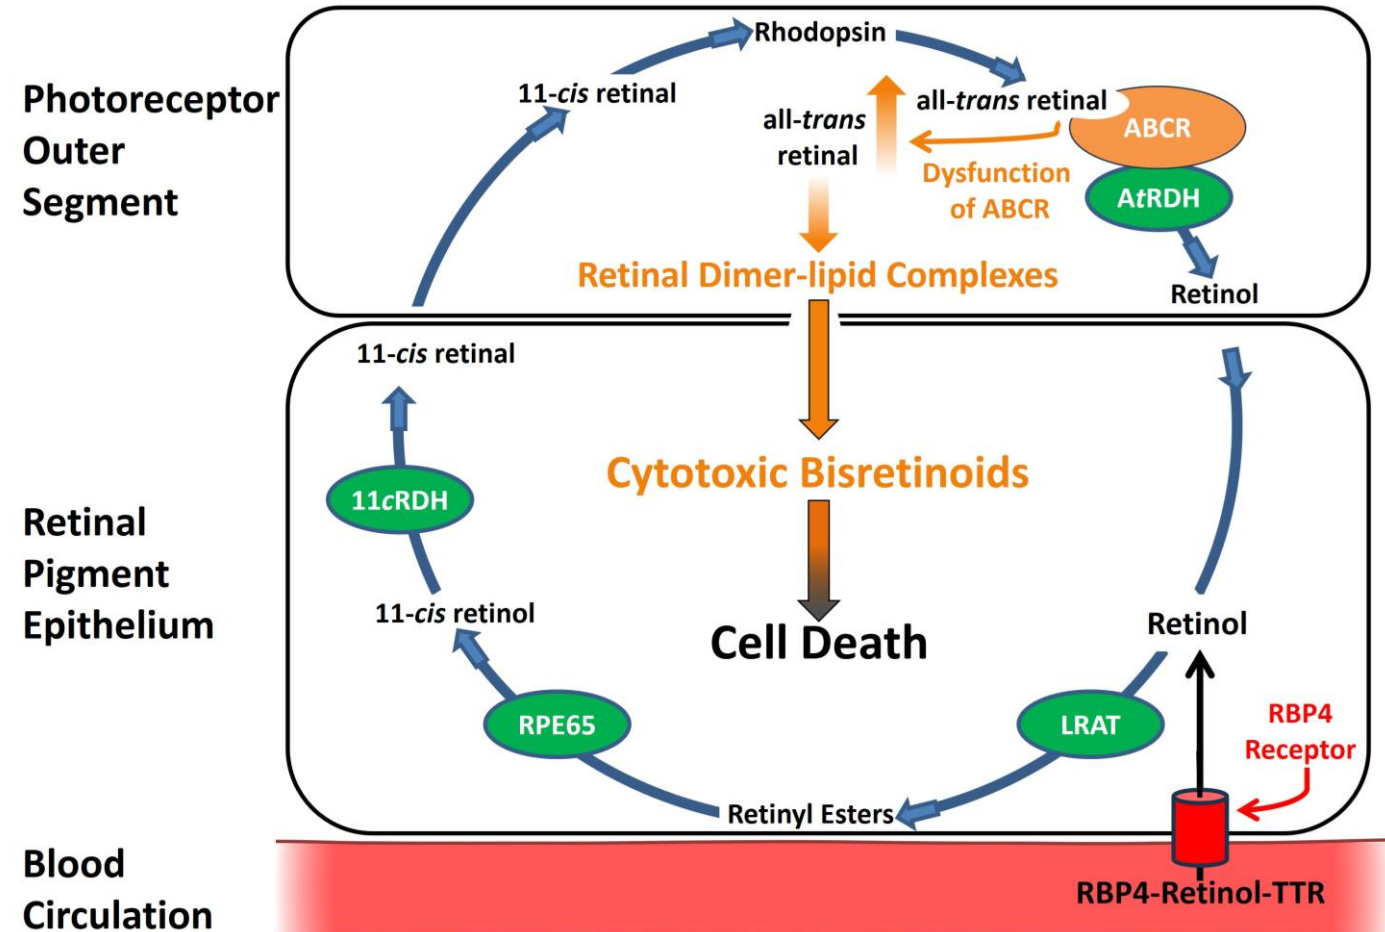 Photoreceptor
Outer
Segment
Rhodopsin
11-cis retinal
all-trans
retinal
all-trans retinal
ABCR
Dysfunction
of ABCR
AtRDH
Retinal Dimer-lipid Complexes
Retinol
Retinal
Pigment
Epithelium
11-cis retinal
11cRDH
Cytotoxic Bisretinoids
11-cis retinol
Cell Death
Retinol
RPE65
LRAT
RBP4
Receptor
Retinyl Esters
Blood
Circulation
RBP4-Retinol-TTR